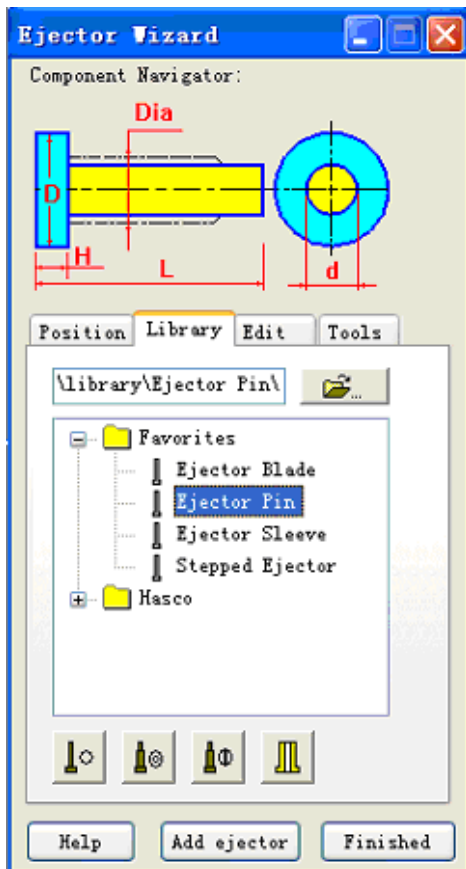 Ejector Wizard
Component Navigator:
Dia
D
H
L
d
Position Library Edit Tools
\library\Ejector Pin\
...
Favorites
Ejector Blade
Ejector Pin
Ejector Sleeve
Stepped Ejector
Hasco
Help Add ejector Finished